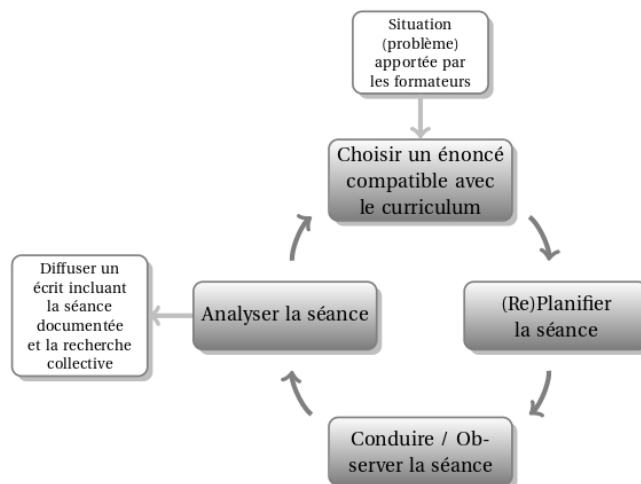 Situation
(problème)
apportée par
les formateurs
Choisir un énoncé
compatible avec
le curriculum
Diffuser un
écrit incluant
la séance
documentée
et la recherche
collective
Analyser la séance
(Re)Planifier
la séance
Conduire / Ob-
server la séance